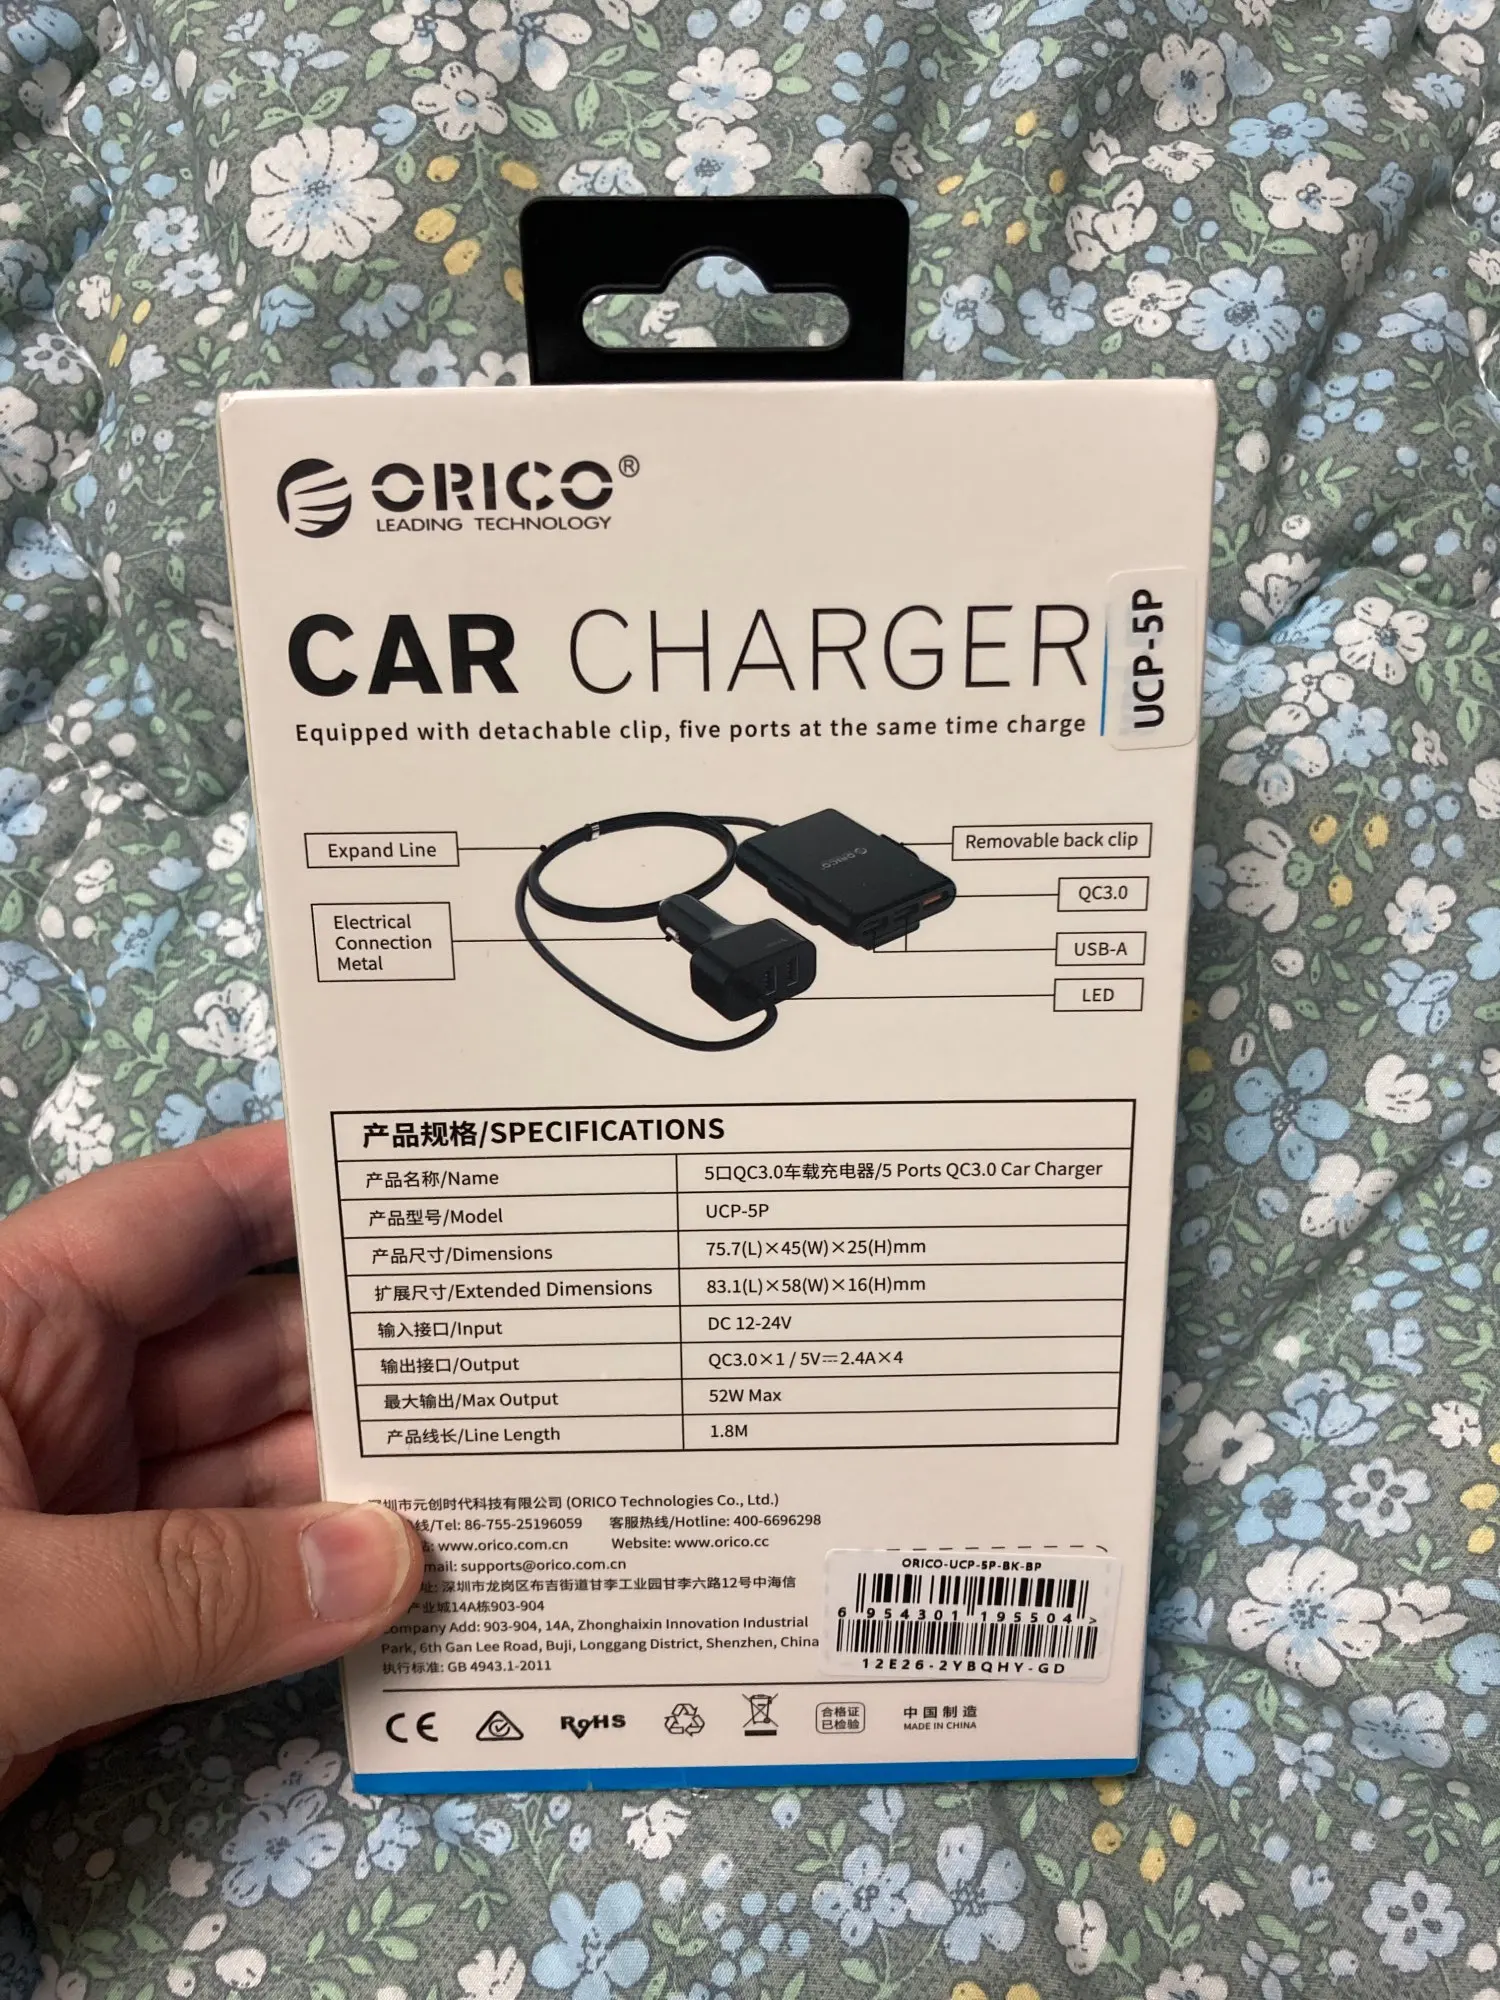 ORICO®
LEADING TECHNOLOGY
CAR CHARGER
UCP-5P
Equipped with detachable clip, five ports at the same time charge
Expand Line
Removable back clip
QC3.0
Electrical
Connection
Metal
USB-A
LED
ORICO
产品规格/SPECIFICATIONS
产品名称/Name 5口QC3.0车载充电器/5 Ports QC3.0 Car Charger
产品型号/Model UCP-5P
产品尺寸/Dimensions 75.7(L)×45(W)×25(H)mm
扩展尺寸/Extended Dimensions 83.1(L)×58(W)×16(H)mm
输入接口/Input DC 12-24V
输出接口/Output QC3.0×1 / 5V⎓2.4A×4
最大输出/Max Output 52W Max
产品线长/Line Length 1.8M
圳市元创时代科技有限公司 (ORICO Technologies Co., Ltd.)
线/Tel: 86-755-25196059 客服热线/Hotline: 400-6696298
: www.orico.com.cn Website: www.orico.cc
mail: supports@orico.com.cn
址: 深圳市龙岗区布吉街道甘李工业园甘李六路12号中海信
产业城14A栋903-904
ompany Add: 903-904, 14A, Zhonghaixin Innovation Industrial
Park, 6th Gan Lee Road, Buji, Longgang District, Shenzhen, China
执行标准: GB 4943.1-2011
ORICO-UCP-5P-BK-BP
6 954301 195504 >
12E26-2YBQHY-GD
CE
RoHS
合格证
已检验
中国制造
MADE IN CHINA